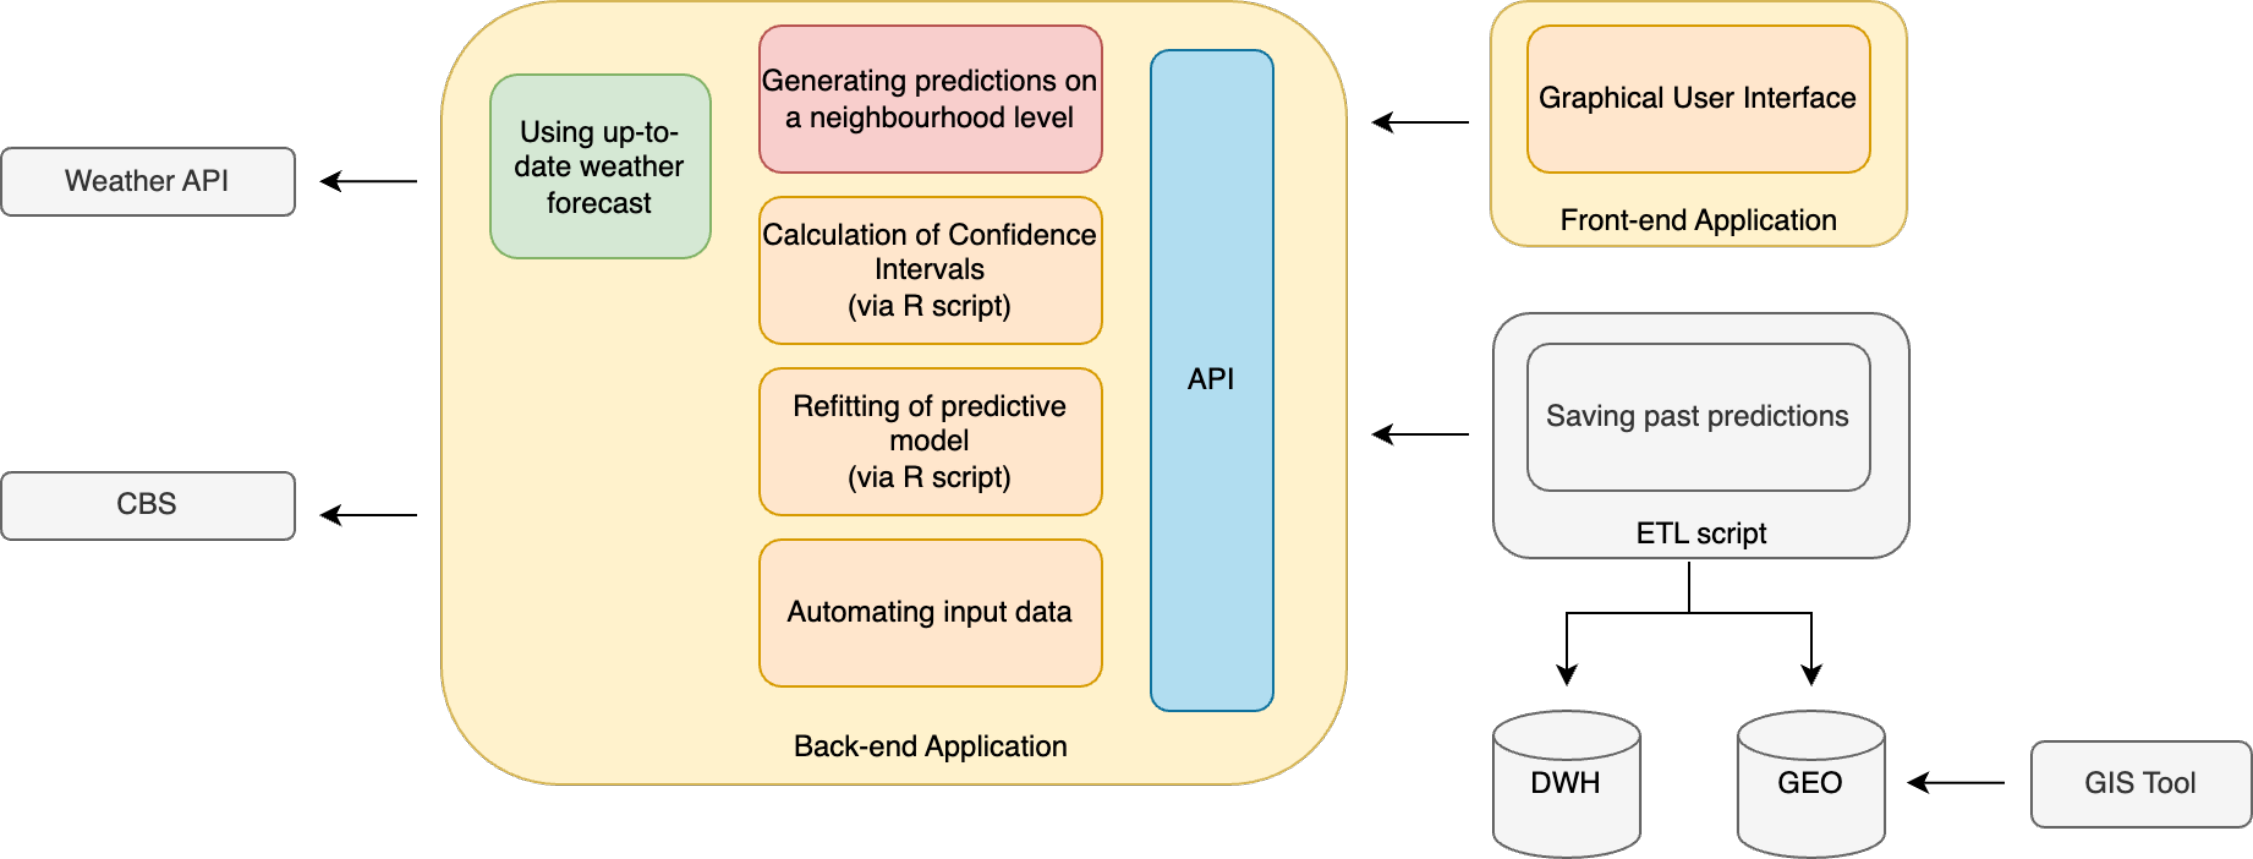 Weather API
CBS
Using up-to-
date weather
forecast
Generating predictions on
a neighbourhood level
Calculation of Confidence
Intervals
(via R script)
Refitting of predictive
model
(via R script)
Automating input data
API
Back-end Application
Graphical User Interface
Front-end Application
Saving past predictions
ETL script
DWH
GEO
GIS Tool